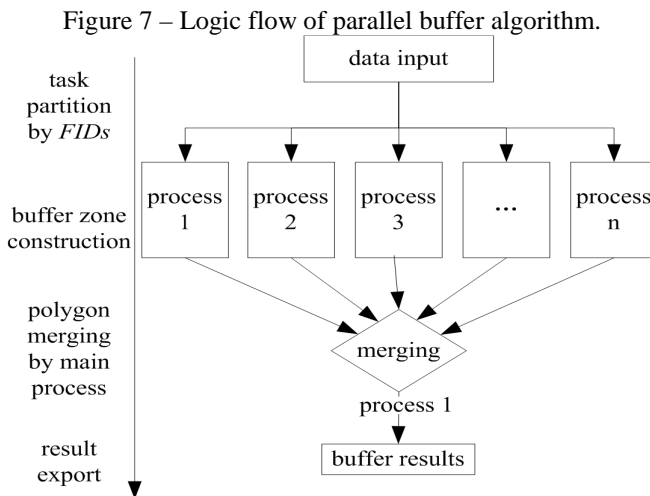 Figure 7 – Logic flow of parallel buffer algorithm.
data input
task
partition
by FIDs
process
1
process
2
process
3
...
process
n
buffer zone
construction
polygon
merging
by main
process
merging
process 1
result
export
buffer results